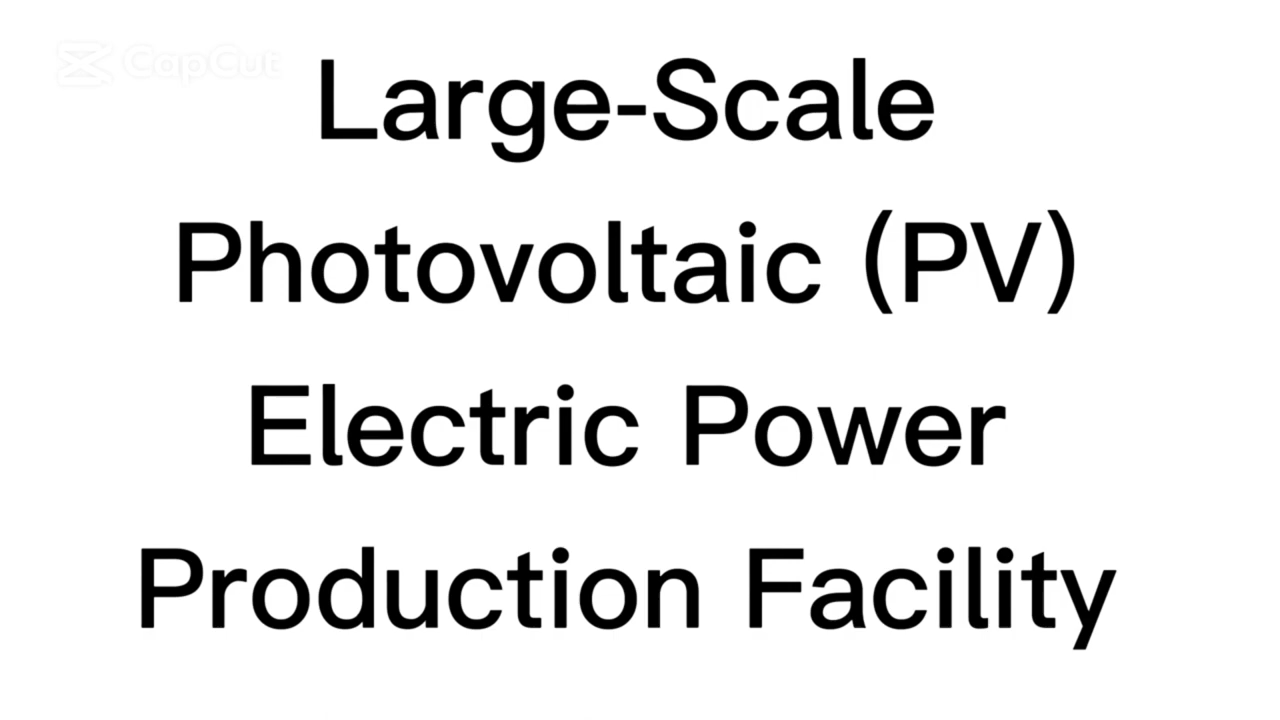 CapCut
Large-Scale
Photovoltaic (PV)
Electric Power
Production Facility